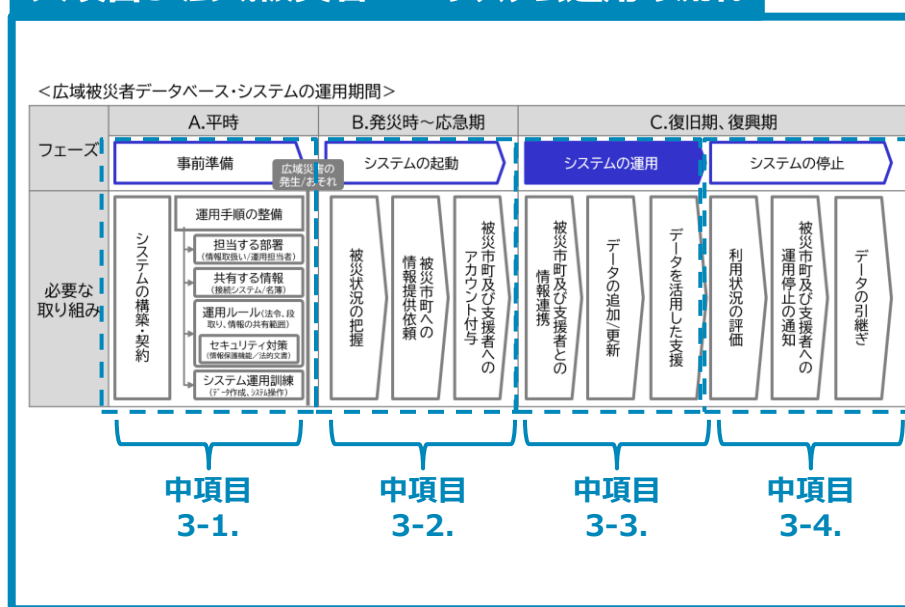 ＜広域被災者データベース・システムの運用期間＞
フェーズ
A.平時
B.発災時～応急期
C.復旧期、復興期
事前準備
広域災害の
発生/おそれ
システムの起動
システムの運用
システムの停止
必要な
取り組み
システムの構築・契約
運用手順の整備
担当する部署
(情報取扱い/運用担当者)
共有する情報
(接続システム/名簿)
運用ルール(法令、段
取り、情報の共有範囲)
セキュリティ対策
(情報保護機能／法的文書)
システム運用訓練
(データ作成、システム操作)
被災状況の把握
被災市町への
情報提供依頼
被災市町及び支援者への
アカウント付与
被災市町及び支援者との
情報連携
データの追加/更新
データを活用した支援
利用状況の評価
被災市町及び支援者への
運用停止の通知
データの引継ぎ
中項目
3-1.
中項目
3-2.
中項目
3-3.
中項目
3-4.